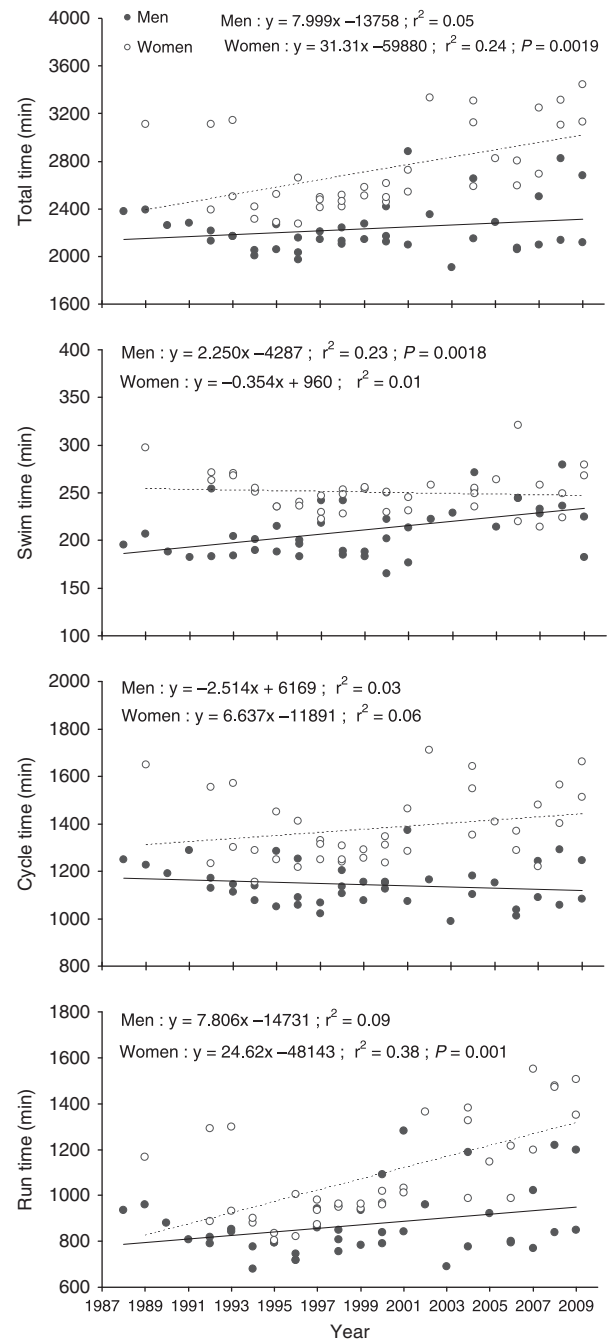 Men Men : y = 7.999x −13758 ; r² = 0.05
Women Women : y = 31.31x −59880 ; r² = 0.24 ; P = 0.0019
4000
3600
3200
2800
2400
2000
1600
Total time (min)
Men : y = 2.250x −4287 ; r² = 0.23 ; P = 0.0018
Women : y = −0.354x + 960 ; r² = 0.01
400
350
300
250
200
150
100
Swim time (min)
Men : y = −2.514x + 6169 ; r² = 0.03
Women : y = 6.637x −11891 ; r² = 0.06
2000
1800
1600
1400
1200
1000
800
Cycle time (min)
Men : y = 7.806x −14731 ; r² = 0.09
Women : y = 24.62x −48143 ; r² = 0.38 ; P = 0.001
1800
1600
1400
1200
1000
800
600
Run time (min)
1987 1989 1991 1993 1995 1997 1999 2001 2003 2005 2007 2009
Year